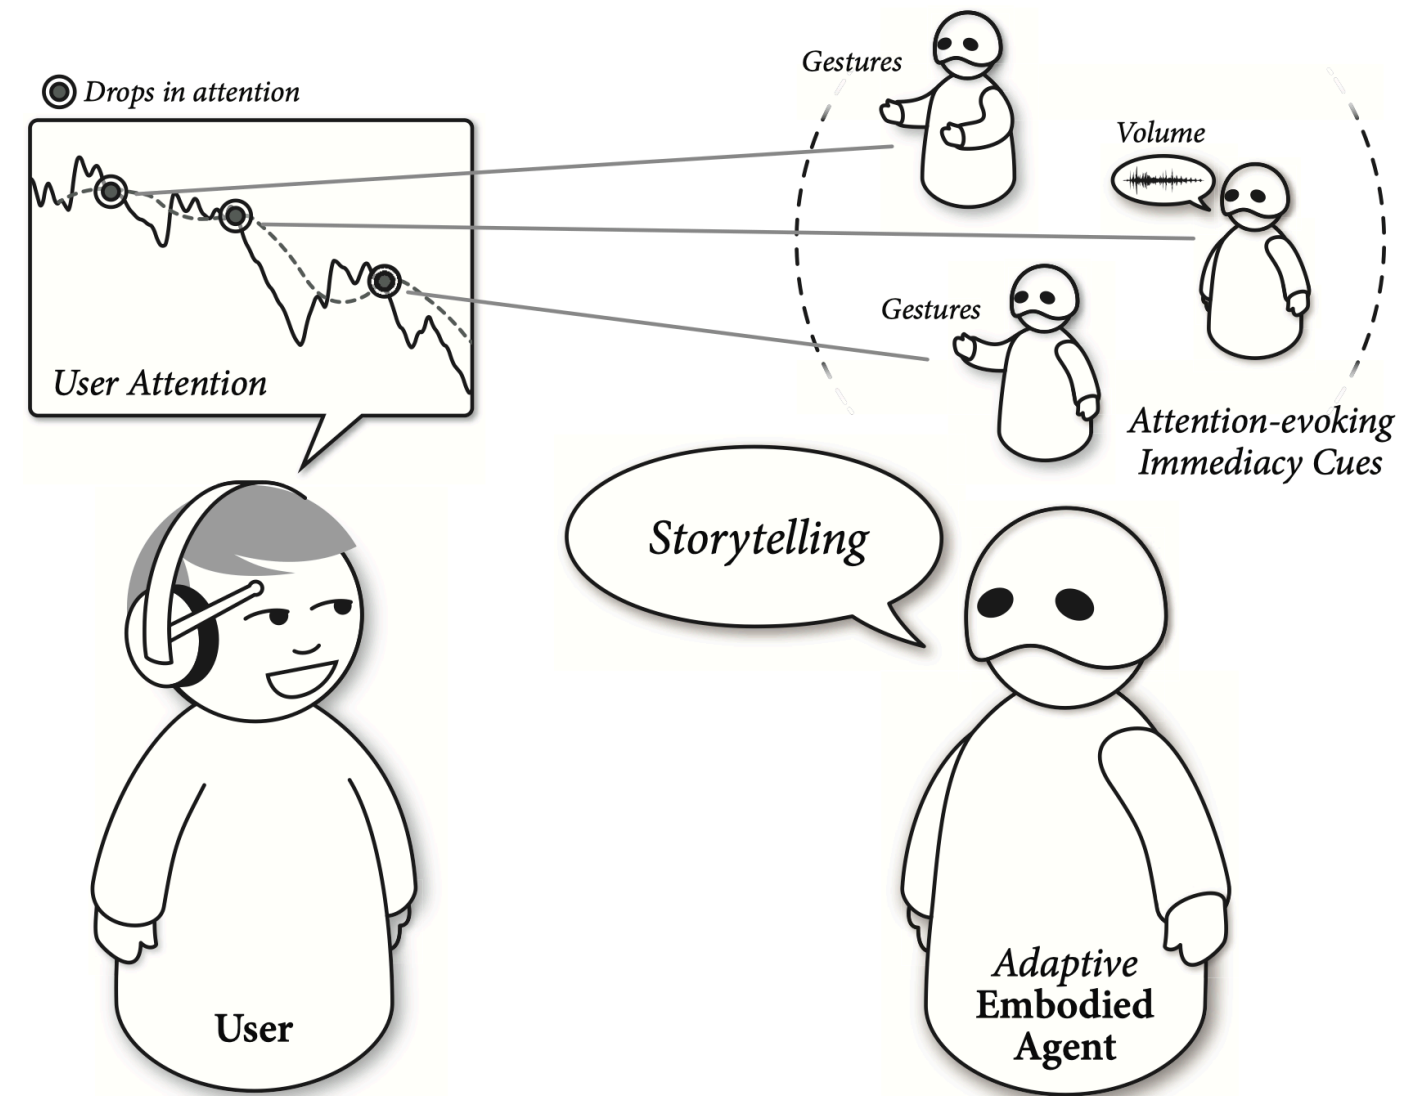 Drops in attention
Gestures
Volume
Gestures
User Attention
Attention-evoking
Immediacy Cues
Storytelling
User
Adaptive
Embodied
Agent